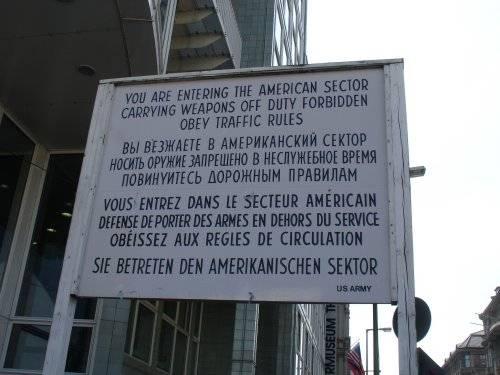 YOU ARE ENTERING THE AMERICAN SECTOR
CARRYING WEAPONS OFF DUTY FORBIDDEN
OBEY TRAFFIC RULES
ВЫ ВЪЕЗЖАЕТЕ В АМЕРИКАНСКИЙ СЕКТОР
НОСИТЬ ОРУЖИЕ ЗАПРЕЩЕНО В НЕСЛУЖЕБНОЕ ВРЕМЯ
ПОВИНУЙТЕСЬ ДОРОЖНЫМ ПРАВИЛАМ
VOUS ENTREZ DANS LE SECTEUR AMÉRICAIN
DEFENSE DE PORTER DES ARMES EN DEHORS DU SERVICE
OBÉISSEZ AUX REGLES DE CIRCULATION
SIE BETRETEN DEN AMERIKANISCHEN SEKTOR
US ARMY